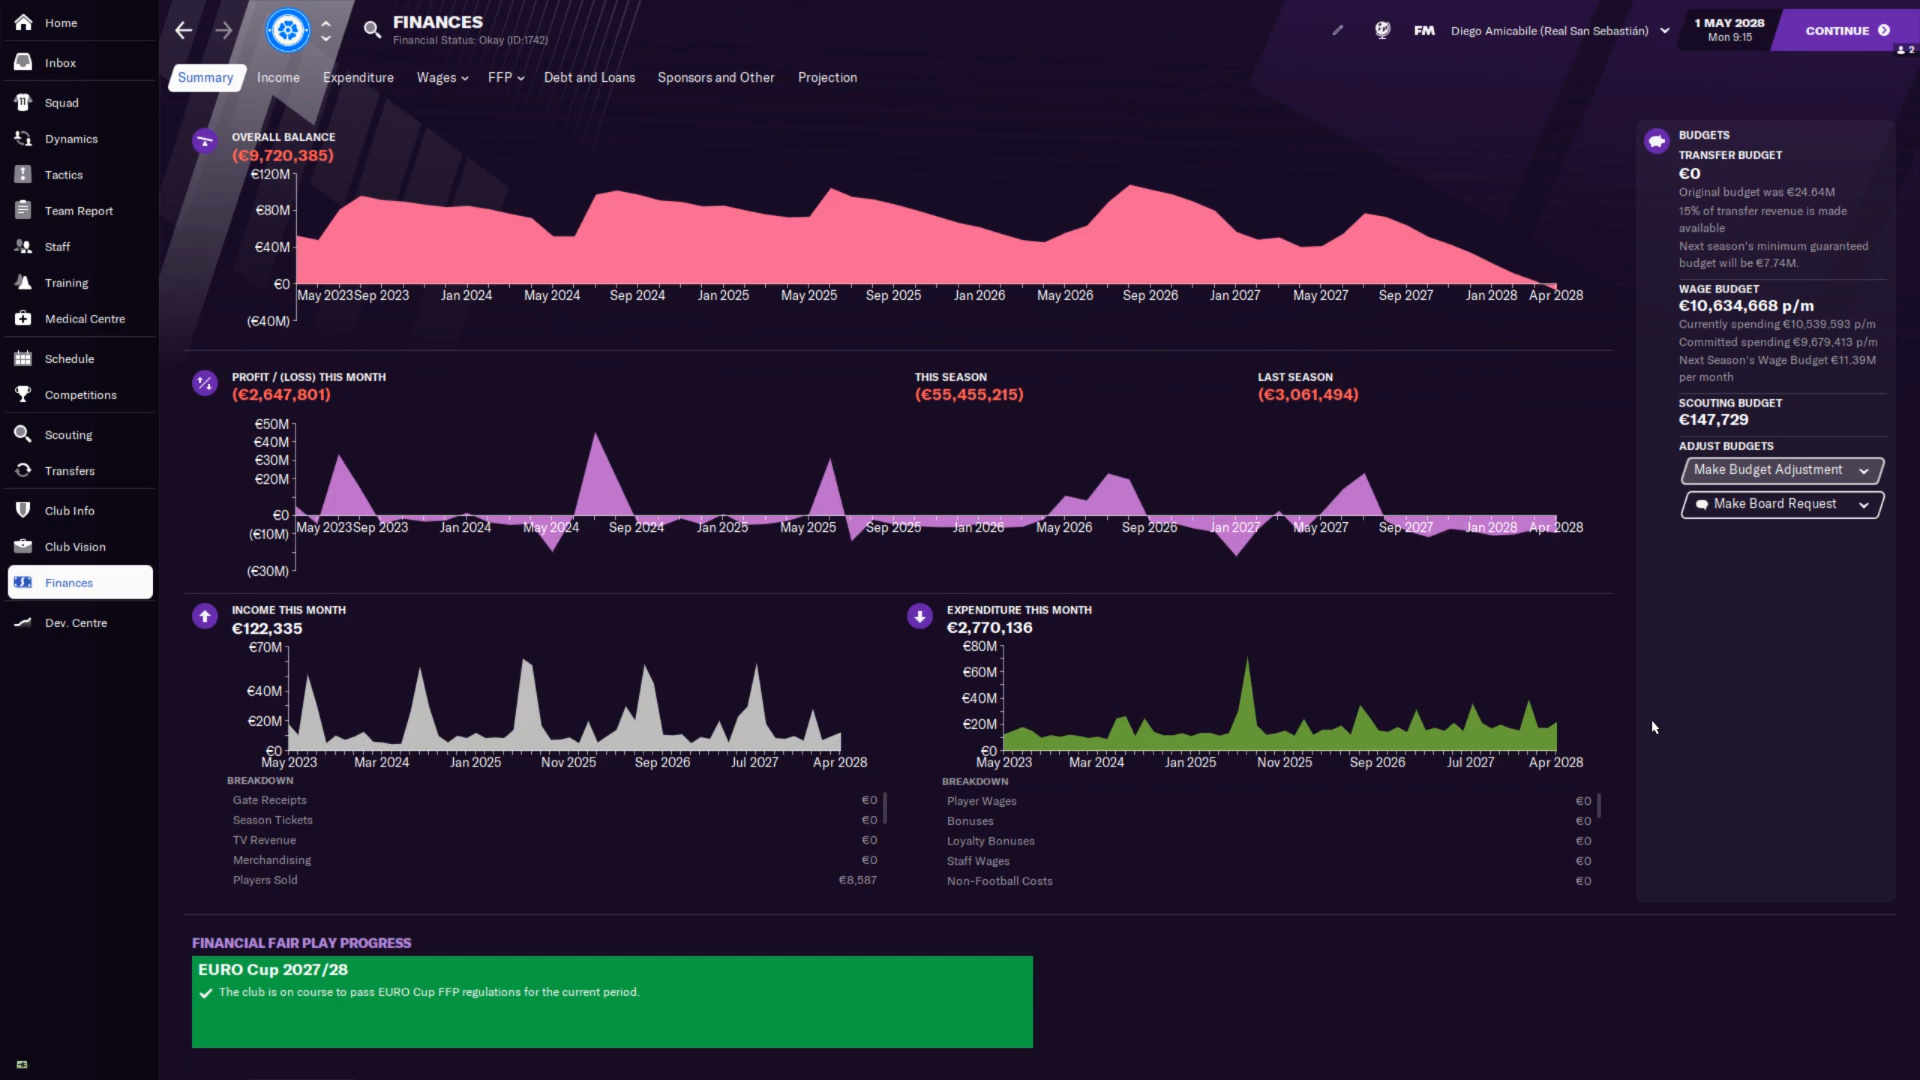 Home
Inbox
Squad
Dynamics
Tactics
Team Report
Staff
Training
Medical Centre
Schedule
Competitions
Scouting
Transfers
Club Info
Club Vision
Finances
Dev. Centre
FINANCES
Financial Status: Okay (ID:1742)
FM
Diego Amicabile (Real San Sebastián)
1 MAY 2028
Mon 9:15
CONTINUE
2
Summary
Income
Expenditure
Wages
FFP
Debt and Loans
Sponsors and Other
Projection
OVERALL BALANCE
(€9,720,385)
€120M
€80M
€40M
€0
(€40M)
May 2023 Sep 2023 Jan 2024 May 2024 Sep 2024 Jan 2025 May 2025 Sep 2025 Jan 2026 May 2026 Sep 2026 Jan 2027 May 2027 Sep 2027 Jan 2028 Apr 2028
PROFIT / (LOSS) THIS MONTH
(€2,647,801)
THIS SEASON
(€55,455,215)
LAST SEASON
(€3,061,494)
€50M
€40M
€30M
€20M
€0
(€10M)
(€30M)
May 2023 Sep 2023 Jan 2024 May 2024 Sep 2024 Jan 2025 May 2025 Sep 2025 Jan 2026 May 2026 Sep 2026 Jan 2027 May 2027 Sep 2027 Jan 2028 Apr 2028
INCOME THIS MONTH
€122,335
€70M
€40M
€20M
€0
May 2023 Mar 2024 Jan 2025 Nov 2025 Sep 2026 Jul 2027 Apr 2028
BREAKDOWN
Gate Receipts €0
Season Tickets €0
TV Revenue €0
Merchandising €0
Players Sold €8,587
EXPENDITURE THIS MONTH
€2,770,136
€80M
€60M
€40M
€20M
€0
May 2023 Mar 2024 Jan 2025 Nov 2025 Sep 2026 Jul 2027 Apr 2028
BREAKDOWN
Player Wages €0
Bonuses €0
Loyalty Bonuses €0
Staff Wages €0
Non-Football Costs €0
BUDGETS
TRANSFER BUDGET
€0
Original budget was €24.64M
15% of transfer revenue is made
available
Next season's minimum guaranteed
budget will be €7.74M.
WAGE BUDGET
€10,634,668 p/m
Currently spending €10,539,593 p/m
Committed spending €9,679,413 p/m
Next Season's Wage Budget €11.39M
per month
SCOUTING BUDGET
€147,729
ADJUST BUDGETS
Make Budget Adjustment
Make Board Request
FINANCIAL FAIR PLAY PROGRESS
EURO Cup 2027/28
The club is on course to pass EURO Cup FFP regulations for the current period.